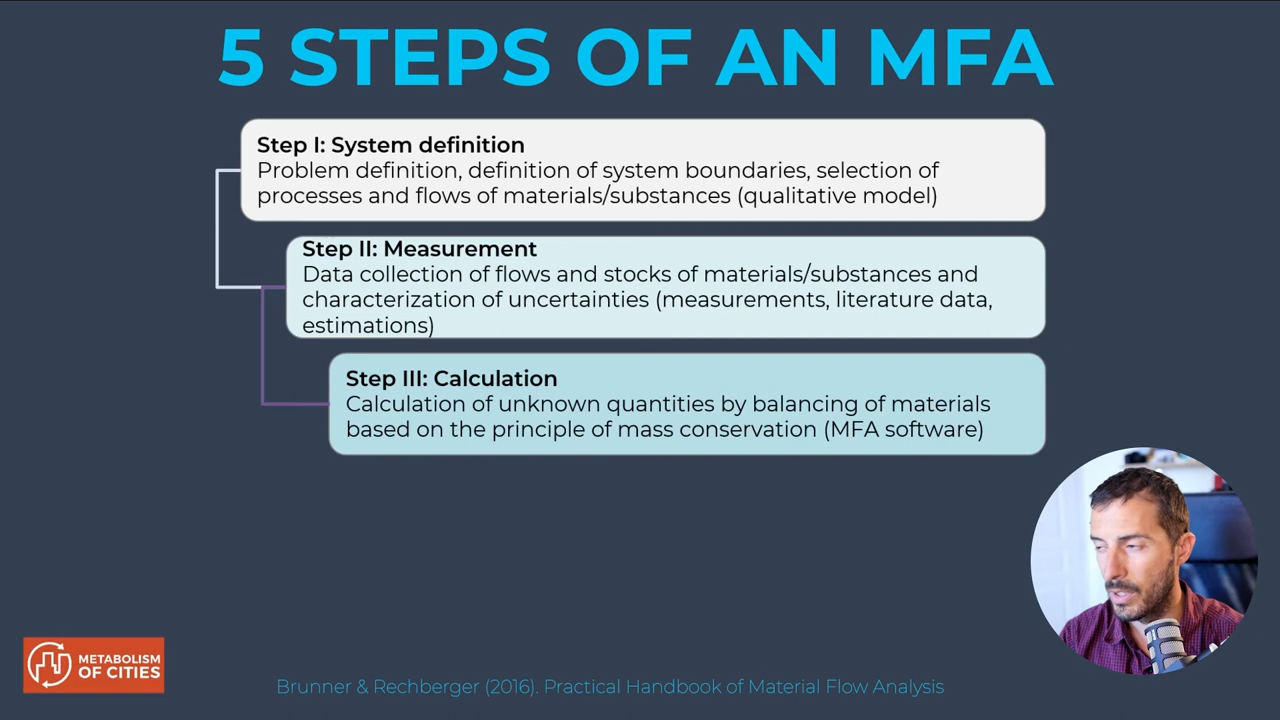 5 STEPS OF AN MFA
Step I: System definition
Problem definition, definition of system boundaries, selection of
processes and flows of materials/substances (qualitative model)
Step II: Measurement
Data collection of flows and stocks of materials/substances and
characterization of uncertainties (measurements, literature data,
estimations)
Step III: Calculation
Calculation of unknown quantities by balancing of materials
based on the principle of mass conservation (MFA software)
METABOLISM
OF CITIES
Brunner & Rechberger (2016). Practical Handbook of Material Flow Analysis